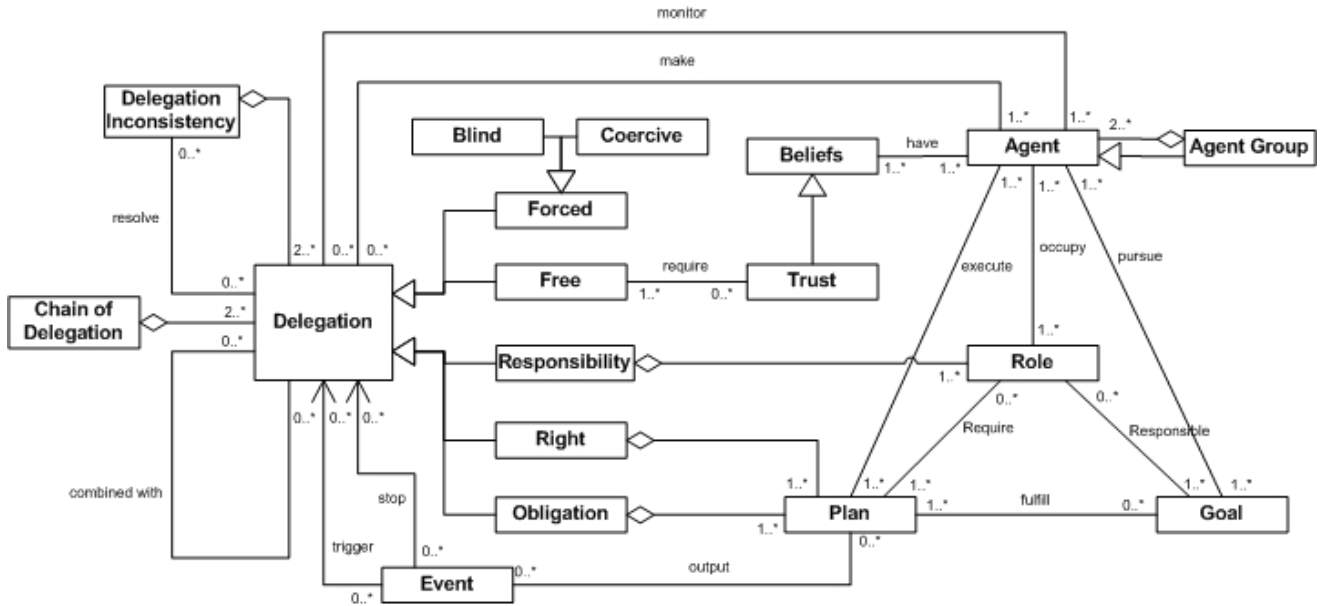 monitor
make
Delegation
Inconsistency
0..*
Blind
Coercive
Beliefs
have
1..*
1..*
1..*
1..*
2..*
Agent
Agent Group
1..*
1..*
1..*
resolve
Forced
occupy
pursue
execute
2..*
0..*
0..*
0..*
Free
require
1..*
0..*
Trust
Chain of
Delegation
2..*
Delegation
0..*
1..*
Responsibility
1..*
Role
0..*
0..*
0..*
0..*
0..*
Right
Require
Responsible
combined with
stop
1..*
1..*
1..*
1..*
1..*
Obligation
1..*
Plan
1..*
fulfill
0..*
Goal
0..*
trigger
0..*
Event
0..*
output
0..*